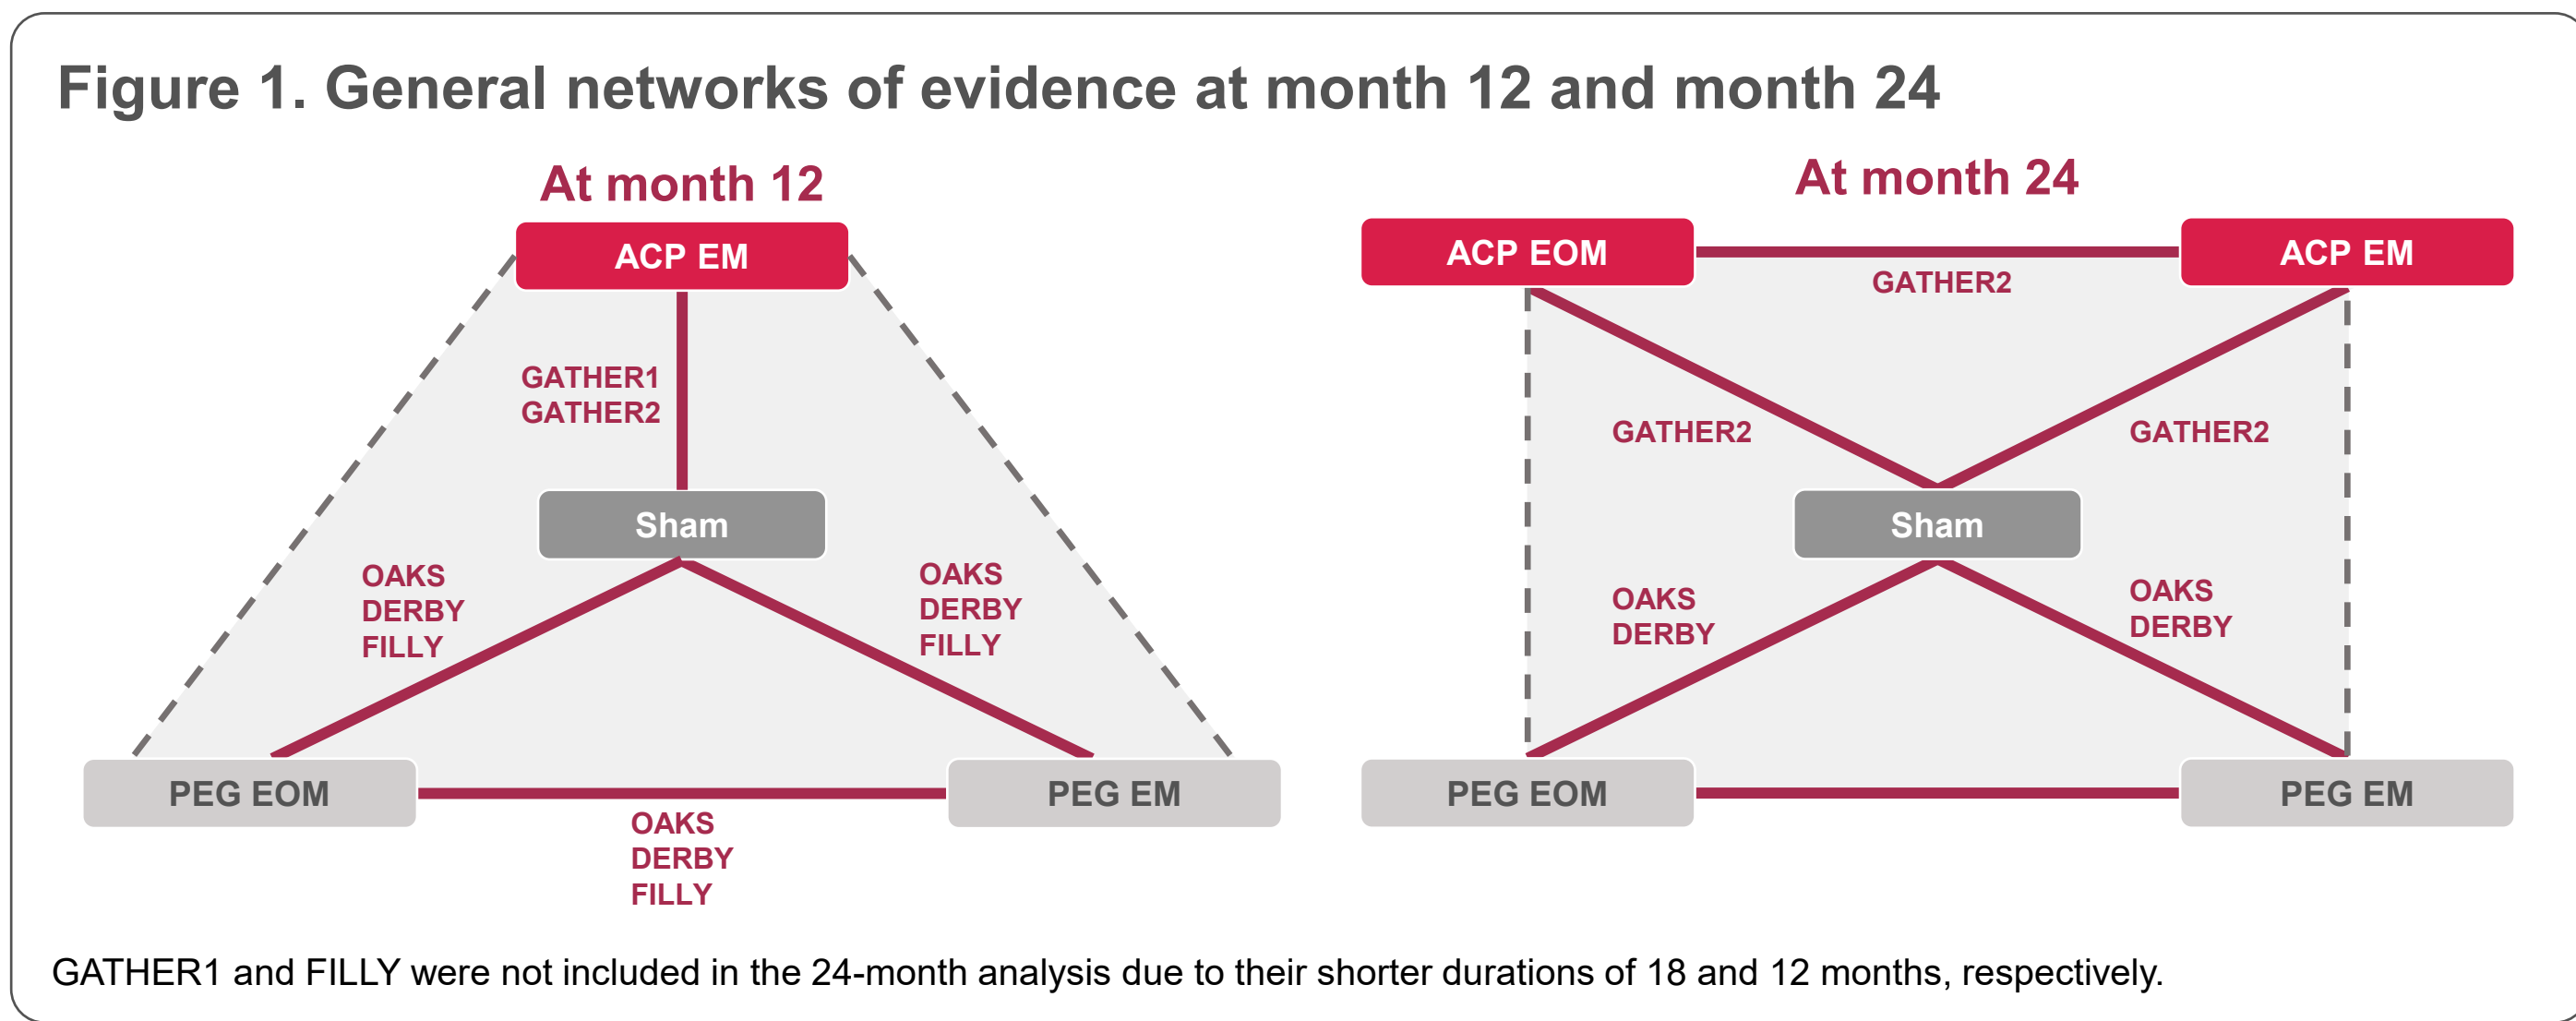 Figure 1. General networks of evidence at month 12 and month 24
At month 12
ACP EM
GATHER1
GATHER2
Sham
OAKS
DERBY
FILLY
OAKS
DERBY
FILLY
PEG EOM
PEG EM
OAKS
DERBY
FILLY
At month 24
ACP EOM
ACP EM
GATHER2
GATHER2
GATHER2
Sham
OAKS
DERBY
OAKS
DERBY
PEG EOM
PEG EM
GATHER1 and FILLY were not included in the 24-month analysis due to their shorter durations of 18 and 12 months, respectively.